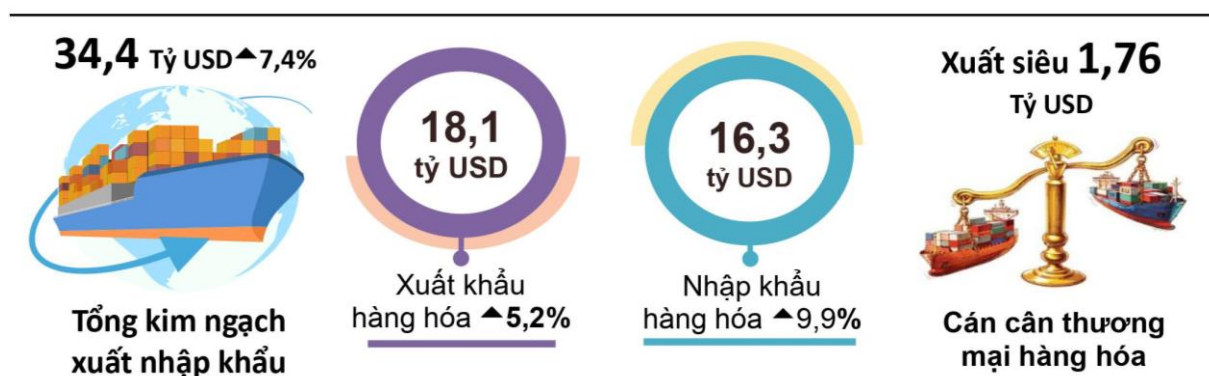 34,4 Tỷ USD▲7,4%
Tổng kim ngạch
xuất nhập khẩu
18,1
tỷ USD
Xuất khẩu
hàng hóa ▲5,2%
16,3
tỷ USD
Nhập khẩu
hàng hóa ▲9,9%
Xuất siêu 1,76
Tỷ USD
Cán cân thương
mại hàng hóa